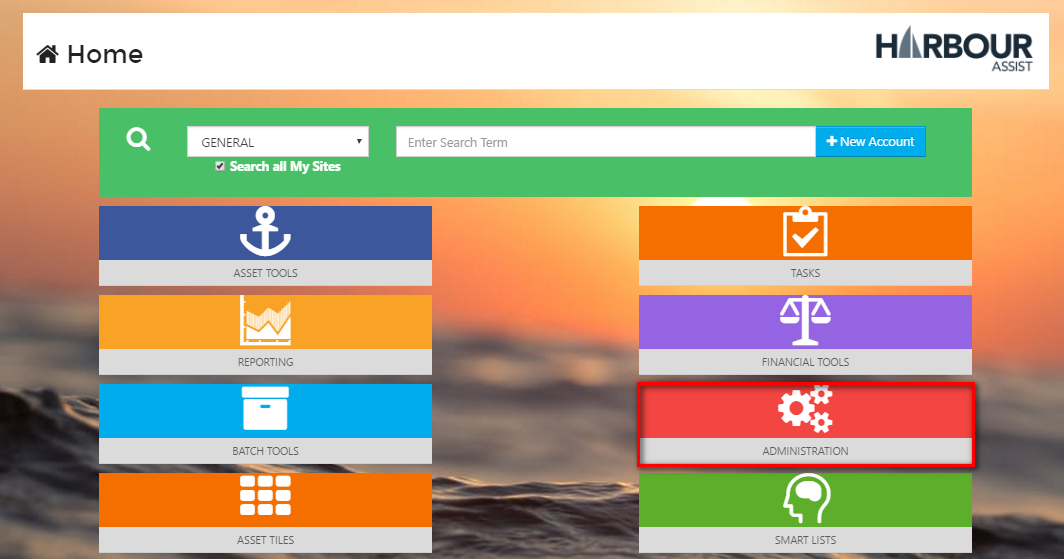 Home
HARBOUR
ASSIST
GENERAL
Enter Search Term
New Account
Search all My Sites
ASSET TOOLS
TASKS
REPORTING
FINANCIAL TOOLS
BATCH TOOLS
ADMINISTRATION
ASSET TILES
SMART LISTS